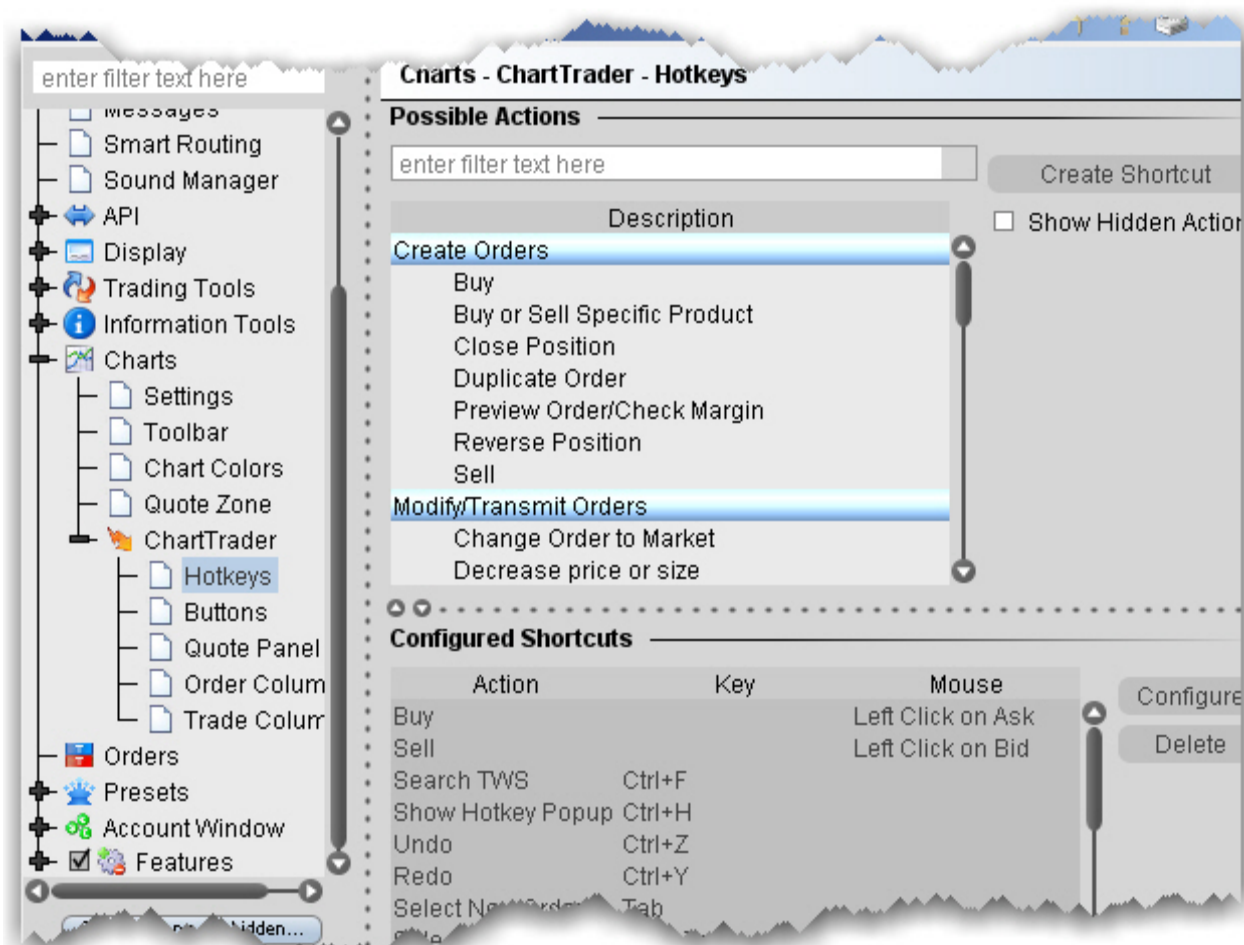 enter filter text here
Messages
Smart Routing
Sound Manager
API
Display
Trading Tools
Information Tools
Charts
Settings
Toolbar
Chart Colors
Quote Zone
ChartTrader
Hotkeys
Buttons
Quote Panel
Order Colum
Trade Colum
Orders
Presets
Account Window
Features
Charts - ChartTrader - Hotkeys
Possible Actions
enter filter text here
Create Shortcut
Description
Show Hidden Action
Create Orders
Buy
Buy or Sell Specific Product
Close Position
Duplicate Order
Preview Order/Check Margin
Reverse Position
Sell
Modify/Transmit Orders
Change Order to Market
Decrease price or size
Configured Shortcuts
Action Key Mouse
Configure
Buy Left Click on Ask
Sell Left Click on Bid
Delete
Search TWS Ctrl+F
Show Hotkey Popup Ctrl+H
Undo Ctrl+Z
Redo Ctrl+Y
Select Tab